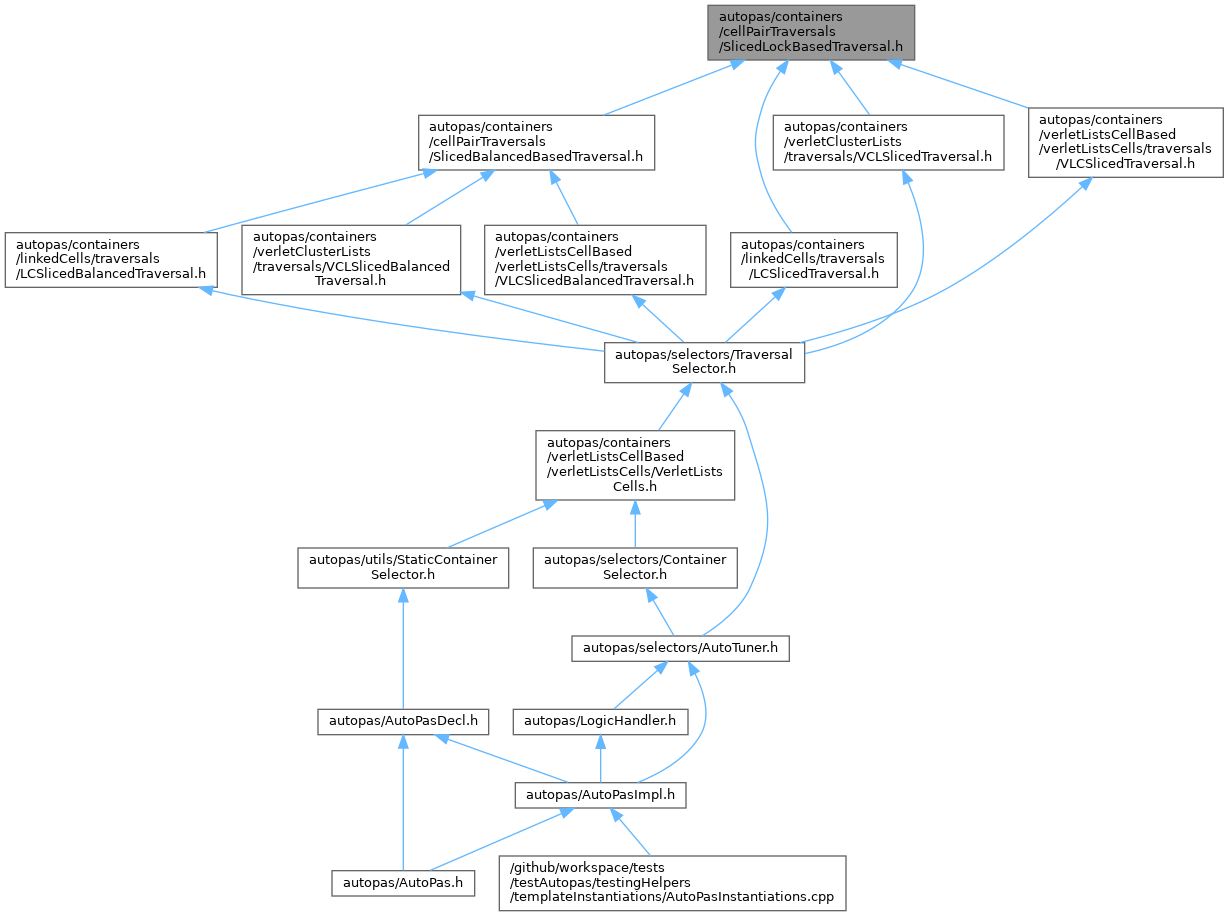 autopas/containers
/cellPairTraversals
/SlicedLockBasedTraversal.h
autopas/containers
/cellPairTraversals
/SlicedBalancedBasedTraversal.h
autopas/containers
/verletClusterLists
/traversals/VCLSlicedTraversal.h
autopas/containers
/verletListsCellBased
/verletListsCells/traversals
/VLCSlicedTraversal.h
autopas/containers
/linkedCells/traversals
/LCSlicedBalancedTraversal.h
autopas/containers
/verletClusterLists
/traversals/VCLSlicedBalanced
Traversal.h
autopas/containers
/verletListsCellBased
/verletListsCells/traversals
/VLCSlicedBalancedTraversal.h
autopas/containers
/linkedCells/traversals
/LCSlicedTraversal.h
autopas/selectors/Traversal
Selector.h
autopas/containers
/verletListsCellBased
/verletListsCells/VerletLists
Cells.h
autopas/utils/StaticContainer
Selector.h
autopas/selectors/Container
Selector.h
autopas/selectors/AutoTuner.h
autopas/AutoPasDecl.h
autopas/LogicHandler.h
autopas/AutoPasImpl.h
autopas/AutoPas.h
/github/workspace/tests
/testAutopas/testingHelpers
/templateInstantiations/AutoPasInstantiations.cpp